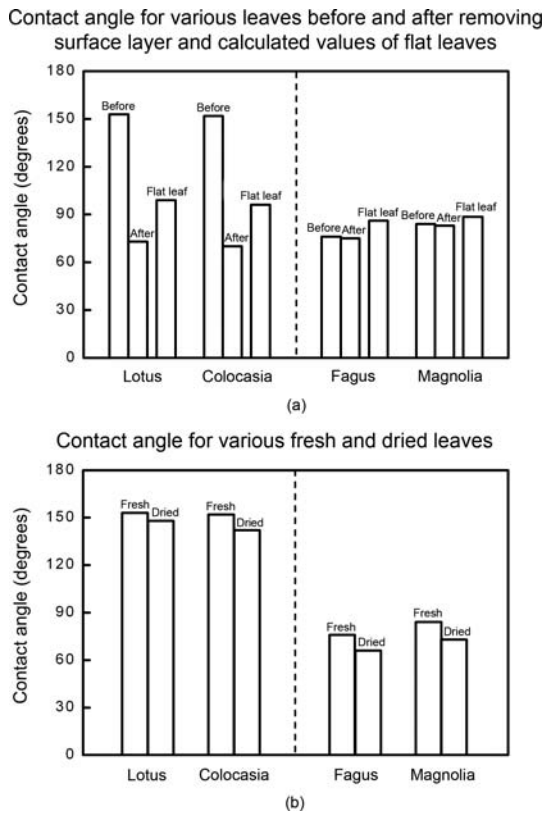 Contact angle for various leaves before and after removing
surface layer and calculated values of flat leaves
180
150
120
90
60
30
0
Contact angle (degrees)
Before
After
Flat leaf
Before
After
Flat leaf
Before
After
Flat leaf
Before
After
Flat leaf
Lotus
Colocasia
Fagus
Magnolia
(a)
Contact angle for various fresh and dried leaves
180
150
120
90
60
30
0
Contact angle (degrees)
Fresh
Dried
Fresh
Dried
Fresh
Dried
Fresh
Dried
Lotus
Colocasia
Fagus
Magnolia
(b)